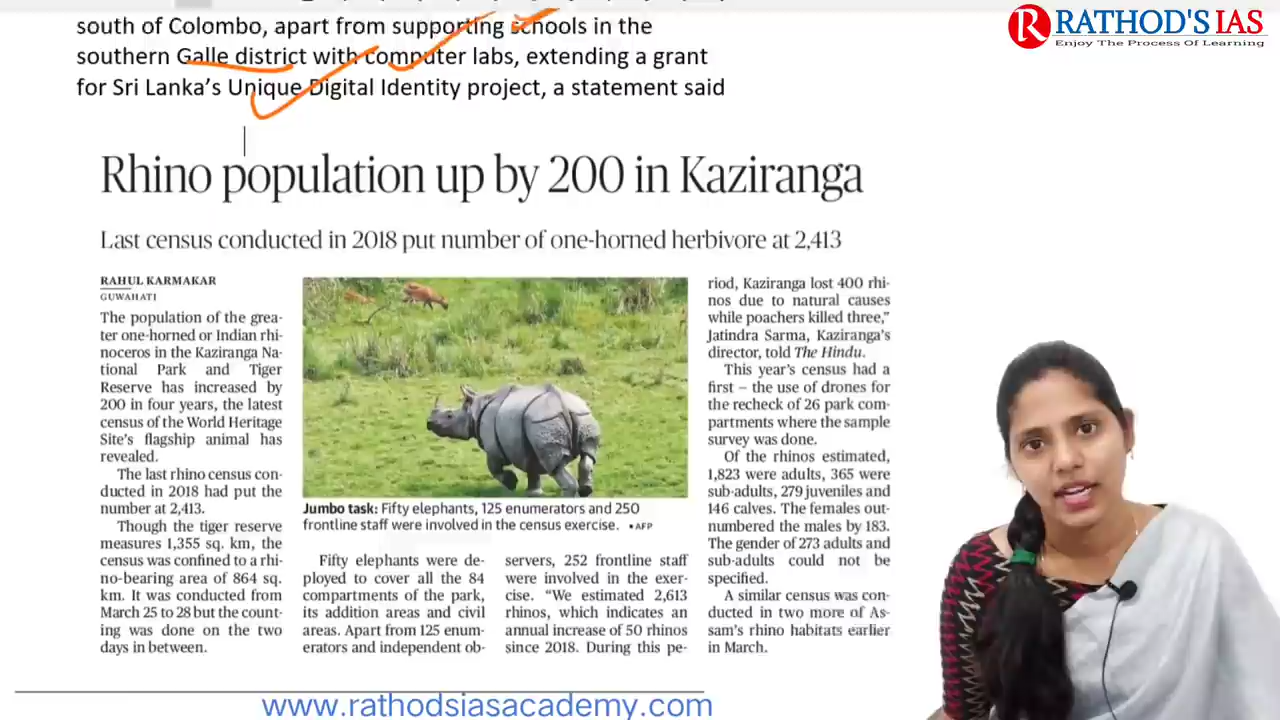 south of Colombo, apart from supporting schools in the
southern Galle district with computer labs, extending a grant
for Sri Lanka's Unique Digital Identity project, a statement said
RATHOD'S IAS
Enjoy The Process Of Learning
Rhino population up by 200 in Kaziranga
Last census conducted in 2018 put number of one-horned herbivore at 2,413
RAHUL KARMAKAR
GUWAHATI
The population of the grea-
ter one-horned or Indian rhi-
noceros in the Kaziranga Na-
tional Park and Tiger
Reserve has increased by
200 in four years, the latest
census of the World Heritage
Site's flagship animal has
revealed.
The last rhino census con-
ducted in 2018 had put the
number at 2,413.
Though the tiger reserve
measures 1,355 sq. km, the
census was confined to a rhi-
no-bearing area of 864 sq.
km. It was conducted from
March 25 to 28 but the count-
ing was done on the two
days in between.
Jumbo task: Fifty elephants, 125 enumerators and 250
frontline staff were involved in the census exercise. • AFP
Fifty elephants were de-
ployed to cover all the 84
compartments of the park,
its addition areas and civil
areas. Apart from 125 enum-
erators and independent ob-
servers, 252 frontline staff
were involved in the exer-
cise. "We estimated 2,613
rhinos, which indicates an
annual increase of 50 rhinos
since 2018. During this pe-
riod, Kaziranga lost 400 rhi-
nos due to natural causes
while poachers killed three,"
Jatindra Sarma, Kaziranga's
director, told The Hindu.
This year's census had a
first – the use of drones for
the recheck of 26 park com-
partments where the sample
survey was done.
Of the rhinos estimated,
1,823 were adults, 365 were
sub-adults, 279 juveniles and
146 calves. The females out-
numbered the males by 183.
The gender of 273 adults and
sub-adults could not be
specified.
A similar census was con-
ducted in two more of As-
sam's rhino habitats earlier
in March.
www.rathodsiasacademy.com